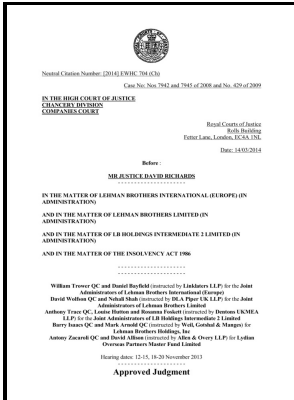 Neutral Citation Number: [2014] EWHC 704 (Ch)
Case No: Nos 7942 and 7945 of 2008 and No. 429 of 2009
IN THE HIGH COURT OF JUSTICE
CHANCERY DIVISION
COMPANIES COURT
Royal Courts of Justice
Rolls Building
Fetter Lane, London, EC4A 1NL
Date: 14/03/2014
Before :
MR JUSTICE DAVID RICHARDS
- - - - - - - - - - - - - - - - - - - - -
IN THE MATTER OF LEHMAN BROTHERS INTERNATIONAL (EUROPE) (IN
ADMINISTRATION)
AND IN THE MATTER OF LEHMAN BROTHERS LIMITED (IN
ADMINISTRATION)
AND IN THE MATTER OF LB HOLDINGS INTERMEDIATE 2 LIMITED (IN
ADMINISTRATION)
AND IN THE MATTER OF THE INSOLVENCY ACT 1986
- - - - - - - - - - - - - - - - - - - - -
- - - - - - - - - - - - - - - - - - - - -
William Trower QC and Daniel Bayfield (instructed by Linklaters LLP) for the Joint
Administrators of Lehman Brothers International (Europe)
David Wolfson QC and Nehali Shah (instructed by DLA Piper UK LLP) for the Joint
Administrators of Lehman Brothers Limited
Anthony Trace QC, Louise Hutton and Rosanna Foskett (instructed by Dentons UKMEA
LLP) for the Joint Administrators of LB Holdings Intermediate 2 Limited
Barry Isaacs QC and Mark Arnold QC (instructed by Weil, Gotshal & Manges) for
Lehman Brothers Holdings, Inc
Antony Zacaroli QC and David Allison (instructed by Allen & Overy LLP) for Lydian
Overseas Partners Master Fund Limited
Hearing dates: 12-15, 18-20 November 2013
- - - - - - - - - - - - - - - - - - - - -
Approved Judgment